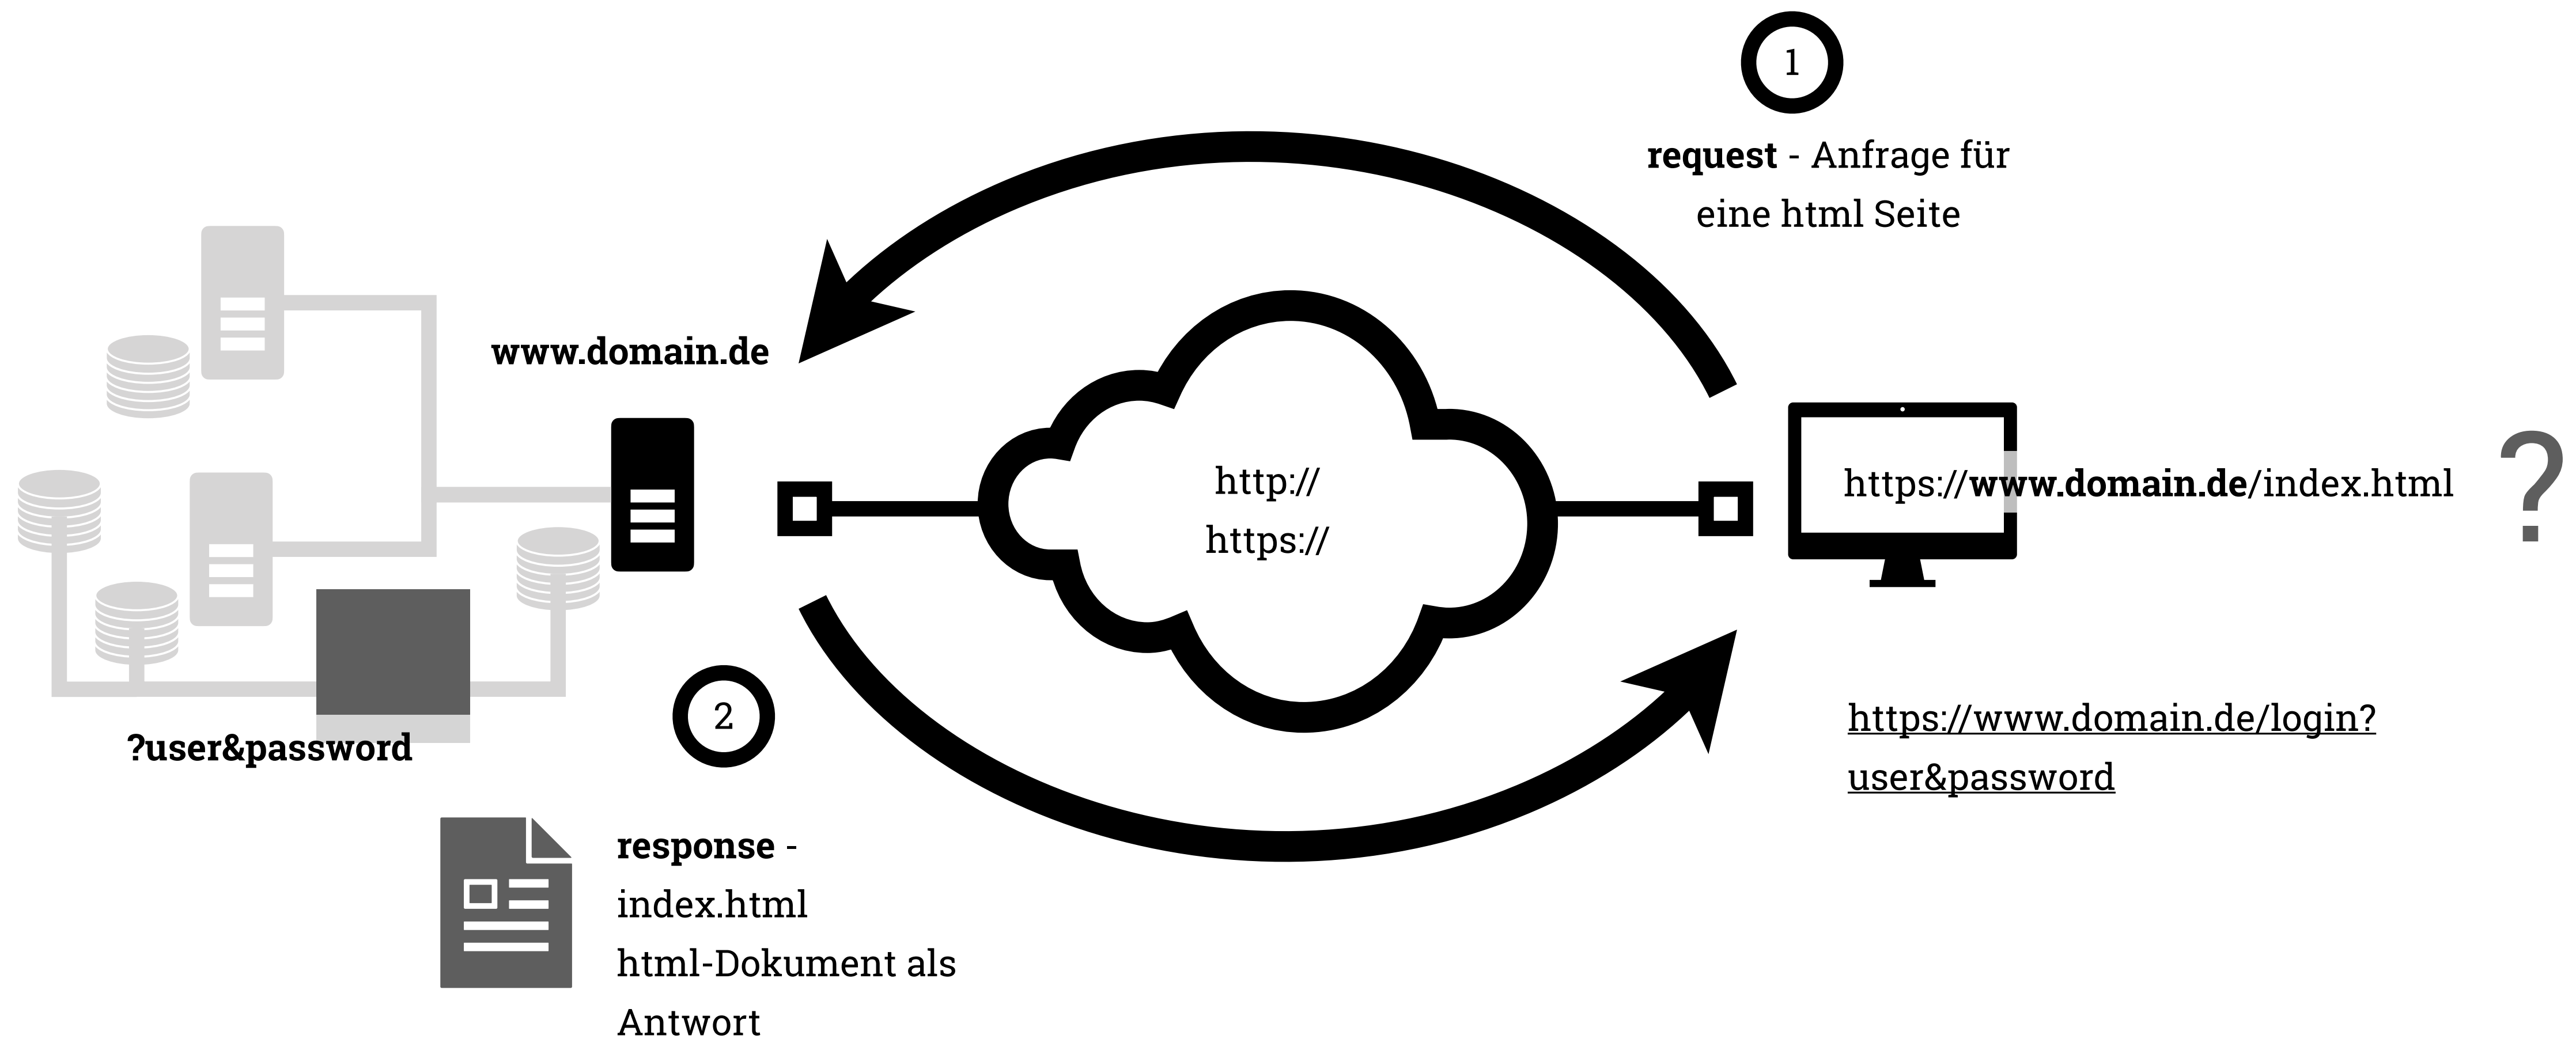 1
request - Anfrage für
eine html Seite
www.domain.de
http://
https://
https://www.domain.de/index.html
?
?user&password
2
response -
index.html
html-Dokument als
Antwort
https://www.domain.de/login?
user&password